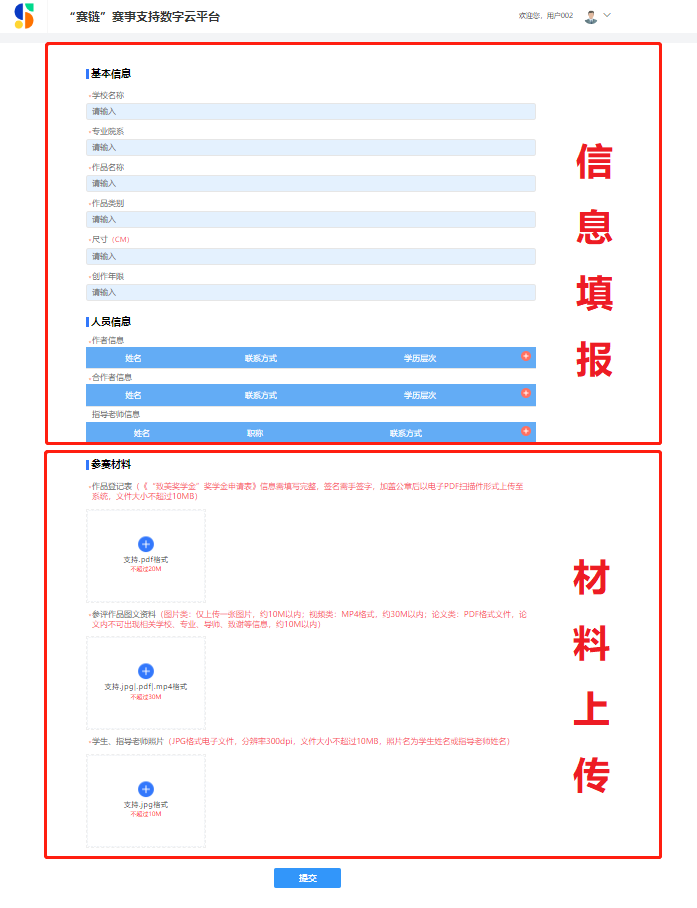 “赛链”赛事支持数字云平台
欢迎您，用户002
基本信息
*学校名称
请输入
*专业院系
请输入
*作品名称
请输入
*作品类别
请输入
*尺寸（CM）
请输入
*创作年限
请输入
信息填报
人员信息
*作者信息
姓名 联系方式 学历层次
*合作者信息
姓名 联系方式 学历层次
指导老师信息
姓名 职称 联系方式
参赛材料
*作品登记表（《“致美奖学金”奖学金申请表》信息需填写完整，签名需手签字，加盖公章后以电子PDF扫描件形式上传至
系统，文件大小不超过10MB）
支持.pdf格式
不超过20M
*参评作品图文资料（图片类：仅上传一张图片，约10M以内；视频类：MP4格式，约30M以内；论文类：PDF格式文件，论
文内不可出现相关学校、专业、导师、致谢等信息，约10M以内）
支持.jpg|.pdf|.mp4格式
不超过30M
*学生、指导老师照片（JPG格式电子文件，分辨率300dpi，文件大小不超过10MB，照片名为学生姓名或指导老师姓名）
支持.jpg格式
不超过10M
材料上传
提交